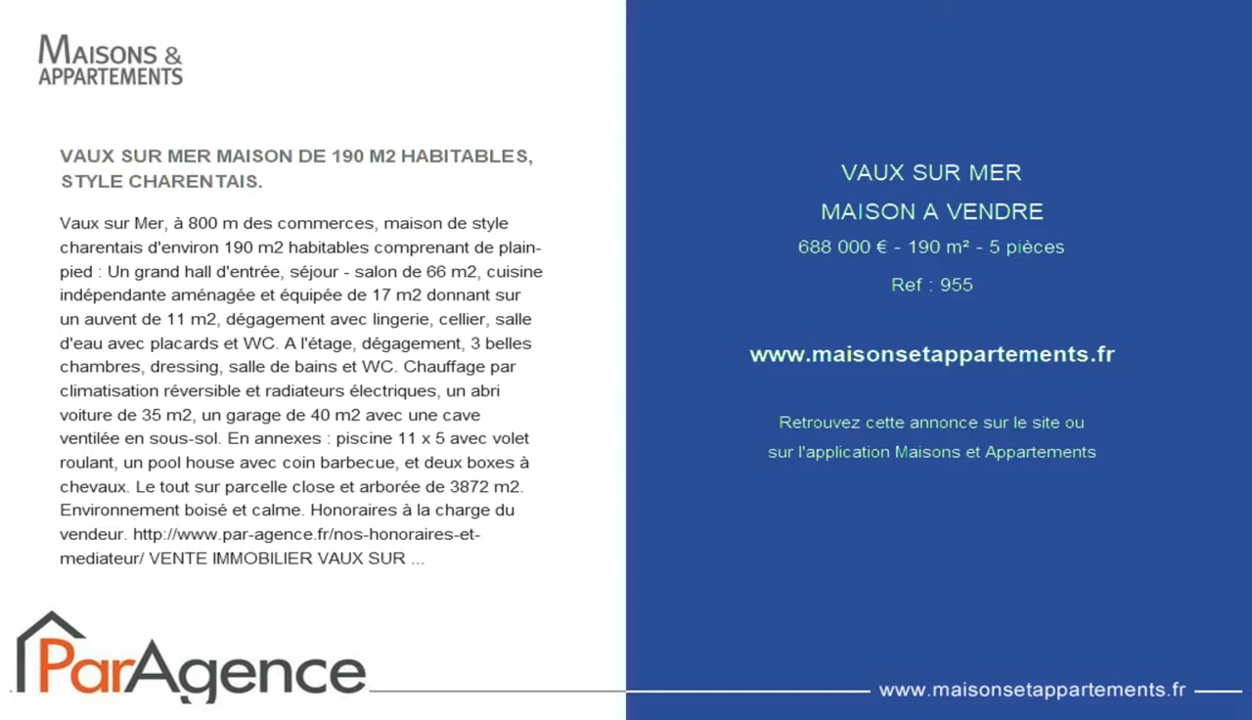 MAISONS &
APPARTEMENTS
VAUX SUR MER MAISON DE 190 M2 HABITABLES,
STYLE CHARENTAIS.
Vaux sur Mer, à 800 m des commerces, maison de style
charentais d'environ 190 m2 habitables comprenant de plain-
pied : Un grand hall d'entrée, séjour - salon de 66 m2, cuisine
indépendante aménagée et équipée de 17 m2 donnant sur
un auvent de 11 m2, dégagement avec lingerie, cellier, salle
d'eau avec placards et WC. A l'étage, dégagement, 3 belles
chambres, dressing, salle de bains et WC. Chauffage par
climatisation réversible et radiateurs électriques, un abri
voiture de 35 m2, un garage de 40 m2 avec une cave
ventilée en sous-sol. En annexes : piscine 11 x 5 avec volet
roulant, un pool house avec coin barbecue, et deux boxes à
chevaux. Le tout sur parcelle close et arborée de 3872 m2.
Environnement boisé et calme. Honoraires à la charge du
vendeur. http://www.par-agence.fr/nos-honoraires-et-
mediateur/ VENTE IMMOBILIER VAUX SUR ...
ParAgence
VAUX SUR MER
MAISON A VENDRE
688 000 € - 190 m² - 5 pièces
Ref : 955
www.maisonsetappartements.fr
Retrouvez cette annonce sur le site ou
sur l'application Maisons et Appartements
www.maisonsetappartements.fr